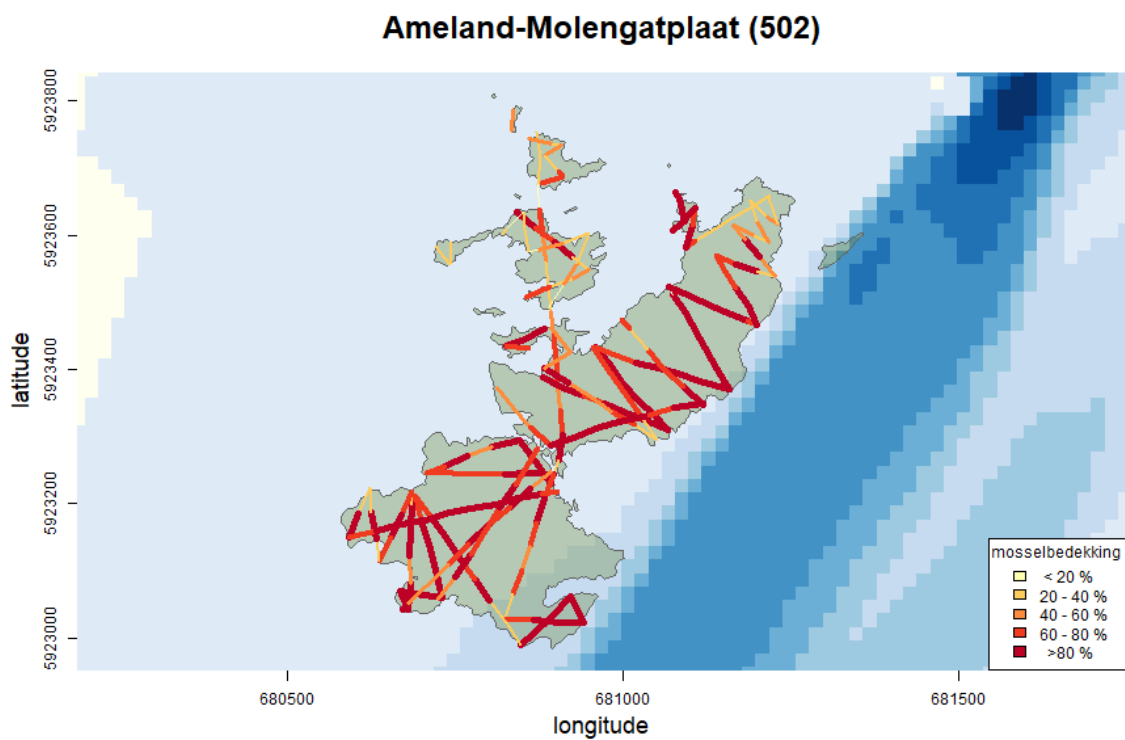 Ameland-Molengatplaat (502)
latitude
5923800
5923600
5923400
5923200
5923000
mosselbedekking
< 20 %
20 - 40 %
40 - 60 %
60 - 80 %
>80 %
680500
681000
681500
longitude